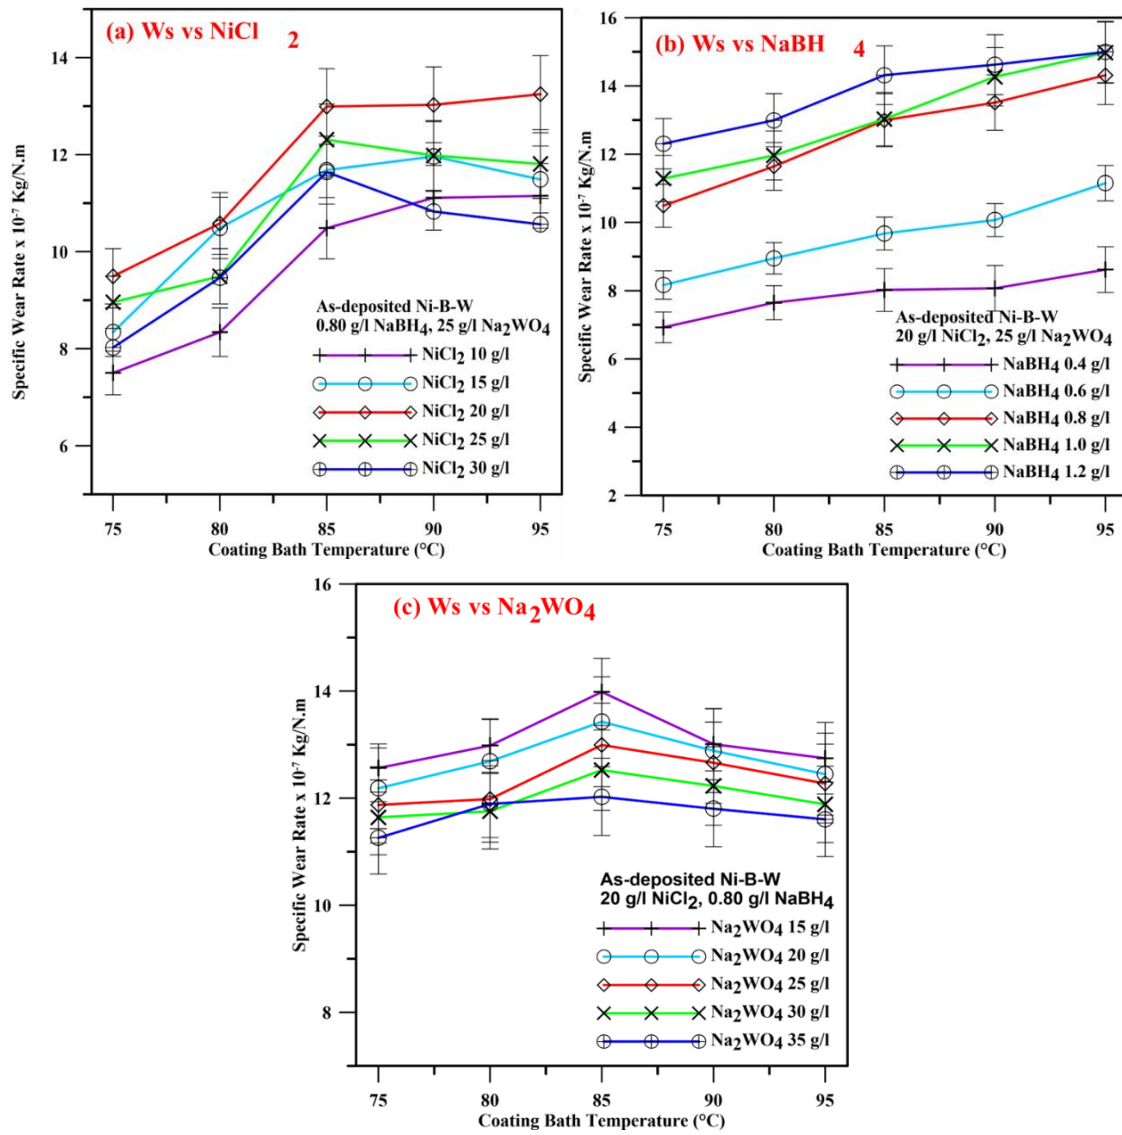 (a) Ws vs NiCl 2
14
12
10
8
6
Specific Wear Rate x 10⁻⁷ Kg/N.m
As-deposited Ni-B-W
0.80 g/l NaBH₄, 25 g/l Na₂WO₄
NiCl₂ 10 g/l
NiCl₂ 15 g/l
NiCl₂ 20 g/l
NiCl₂ 25 g/l
NiCl₂ 30 g/l
75 80 85 90 95
Coating Bath Temperature (°C)
(b) Ws vs NaBH 4
16
14
12
10
8
6
4
2
Specific Wear Rate x 10⁻⁷ Kg/N.m
As-deposited Ni-B-W
20 g/l NiCl₂, 25 g/l Na₂WO₄
NaBH₄ 0.4 g/l
NaBH₄ 0.6 g/l
NaBH₄ 0.8 g/l
NaBH₄ 1.0 g/l
NaBH₄ 1.2 g/l
75 80 85 90 95
Coating Bath Temperature (°C)
(c) Ws vs Na₂WO₄
16
14
12
10
8
Specific Wear Rate x 10⁻⁷ Kg/N.m
As-deposited Ni-B-W
20 g/l NiCl₂, 0.80 g/l NaBH₄
Na₂WO₄ 15 g/l
Na₂WO₄ 20 g/l
Na₂WO₄ 25 g/l
Na₂WO₄ 30 g/l
Na₂WO₄ 35 g/l
75 80 85 90 95
Coating Bath Temperature (°C)